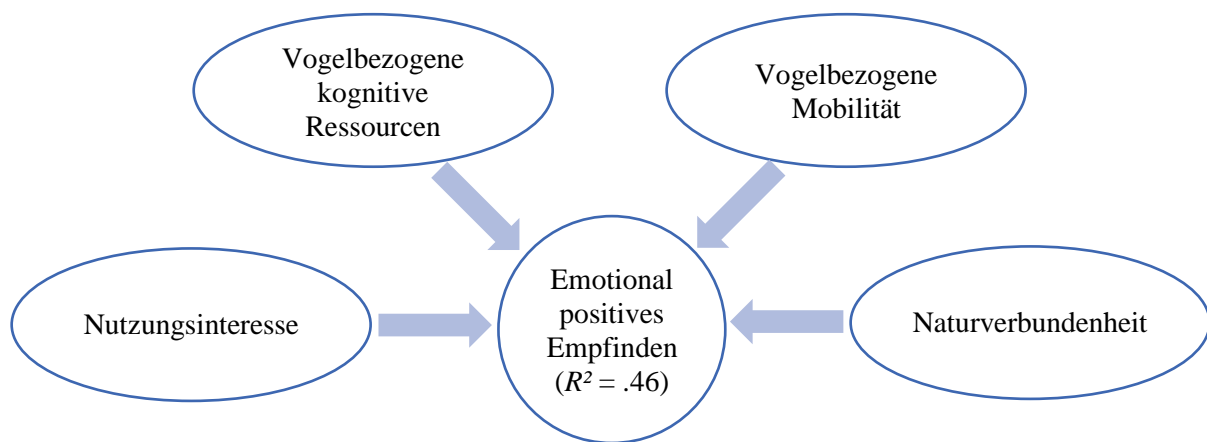 Vogelbezogene
kognitive
Ressourcen
Vogelbezogene
Mobilität
Nutzungsinteresse
Emotional
positives
Empfinden
(R² = .46)
Naturverbundenheit